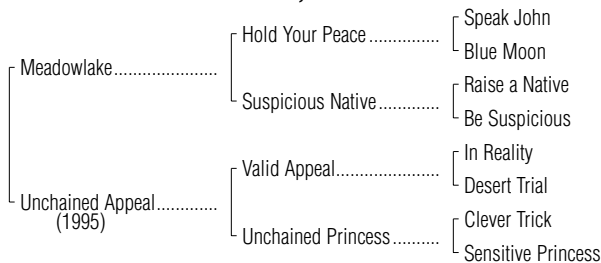 Speak John
Hold Your Peace ...............
Blue Moon
Meadowlake......................
Raise a Native
Suspicious Native.............
Be Suspicious
In Reality
Valid Appeal......................
Desert Trial
Unchained Appeal.............
(1995)
Clever Trick
Unchained Princess..........
Sensitive Princess